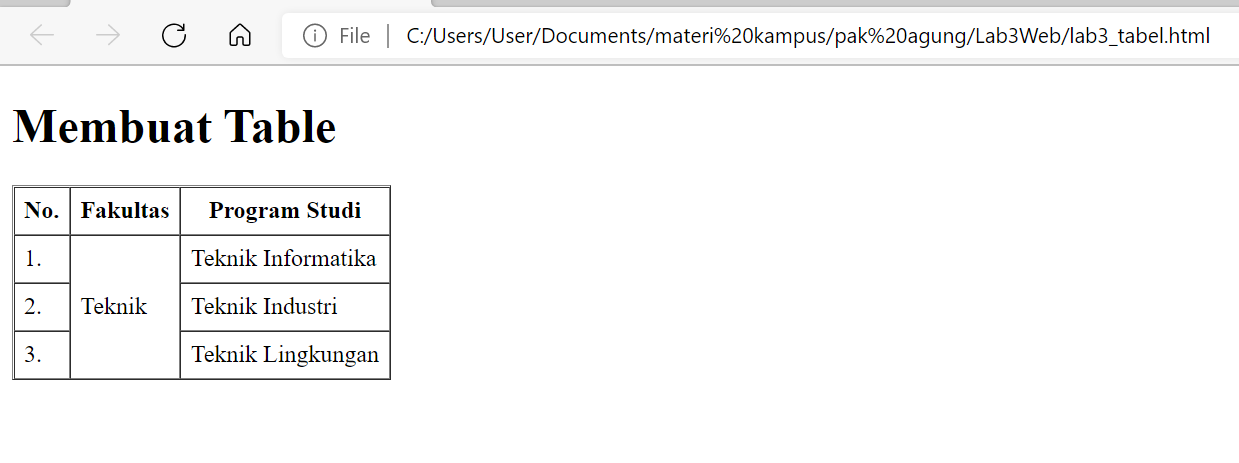 File | C:/Users/User/Documents/materi%20kampus/pak%20agung/Lab3Web/lab3_tabel.html
Membuat Table
No. Fakultas Program Studi
1. Teknik Informatika
2. Teknik Teknik Industri
3. Teknik Lingkungan